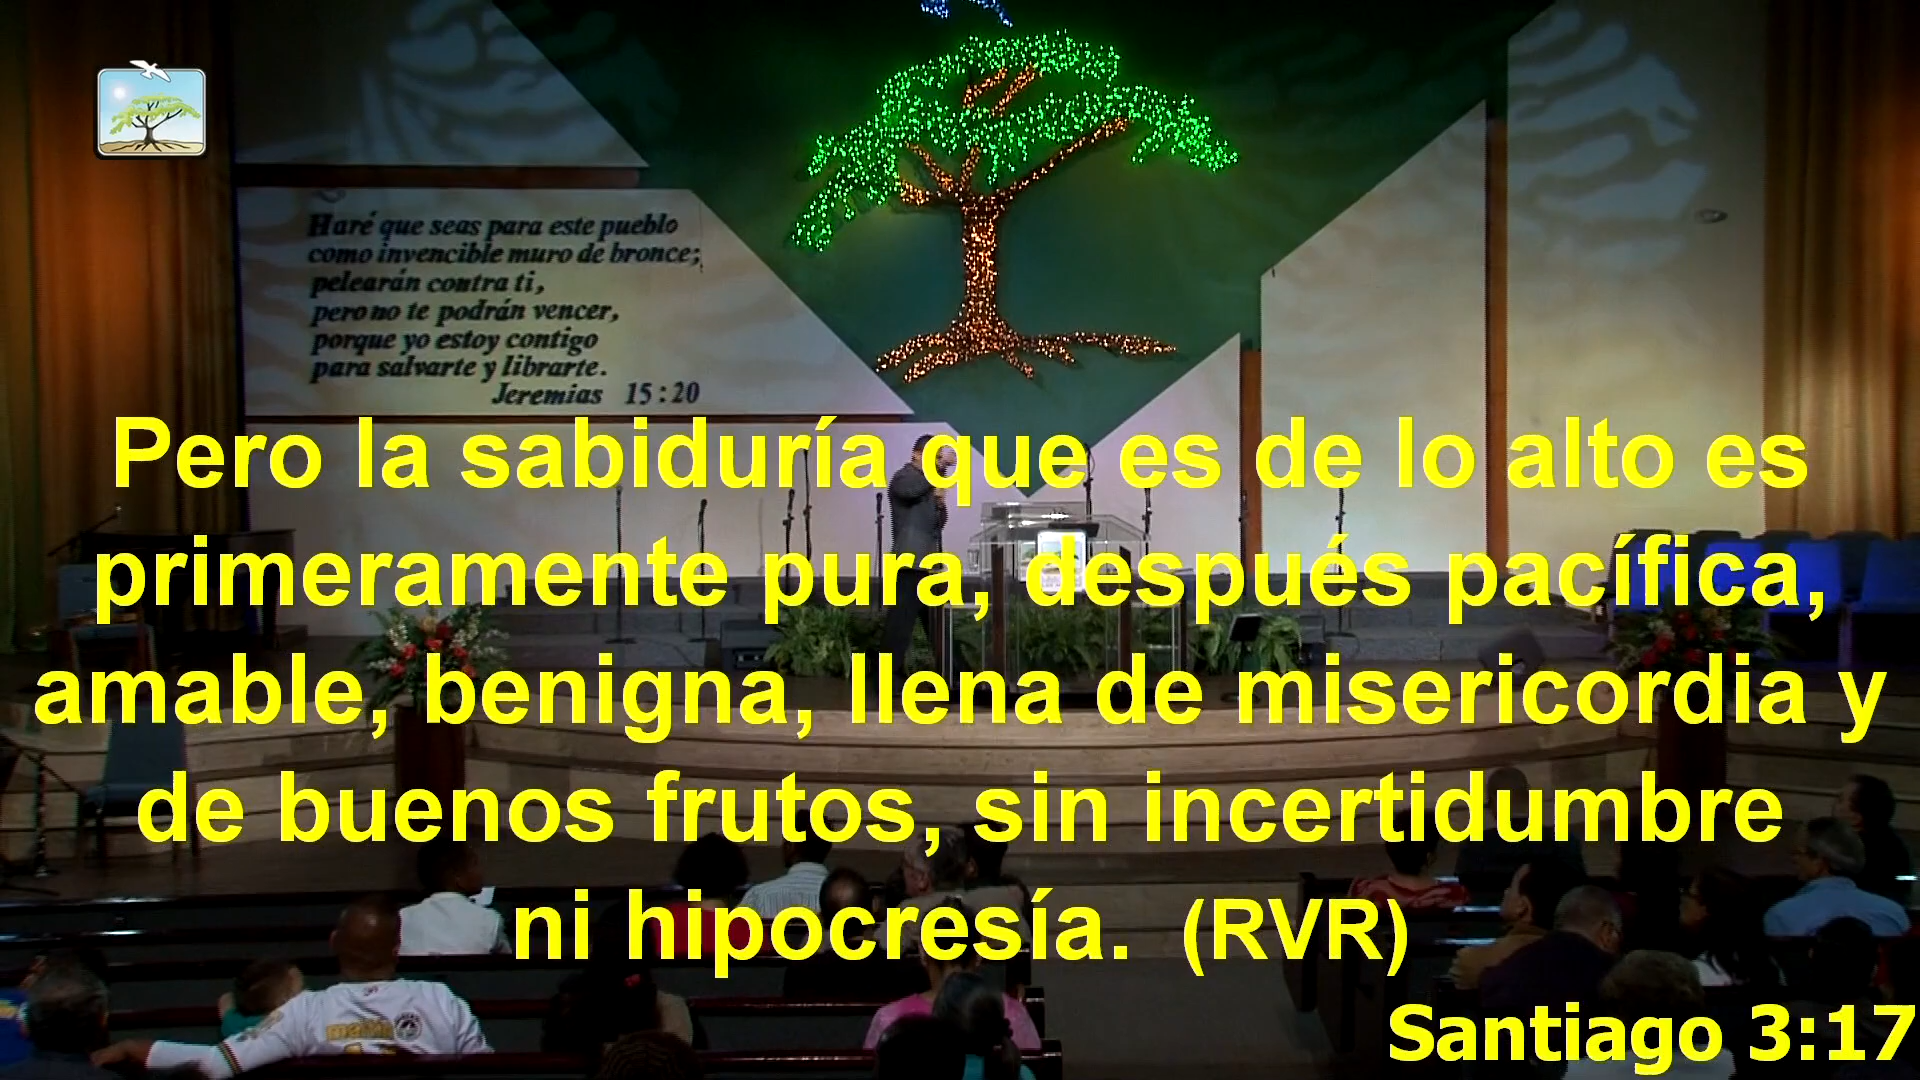 Haré que seas para este pueblo
como invencible muro de bronce;
pelearán contra ti,
pero no te podrán vencer,
porque yo estoy contigo
para salvarte y librarte.
Jeremias 15:20
Pero la sabiduría que es de lo alto es
primeramente pura, después pacífica,
amable, benigna, llena de misericordia y
de buenos frutos, sin incertidumbre
ni hipocresía. (RVR)
Santiago 3:17